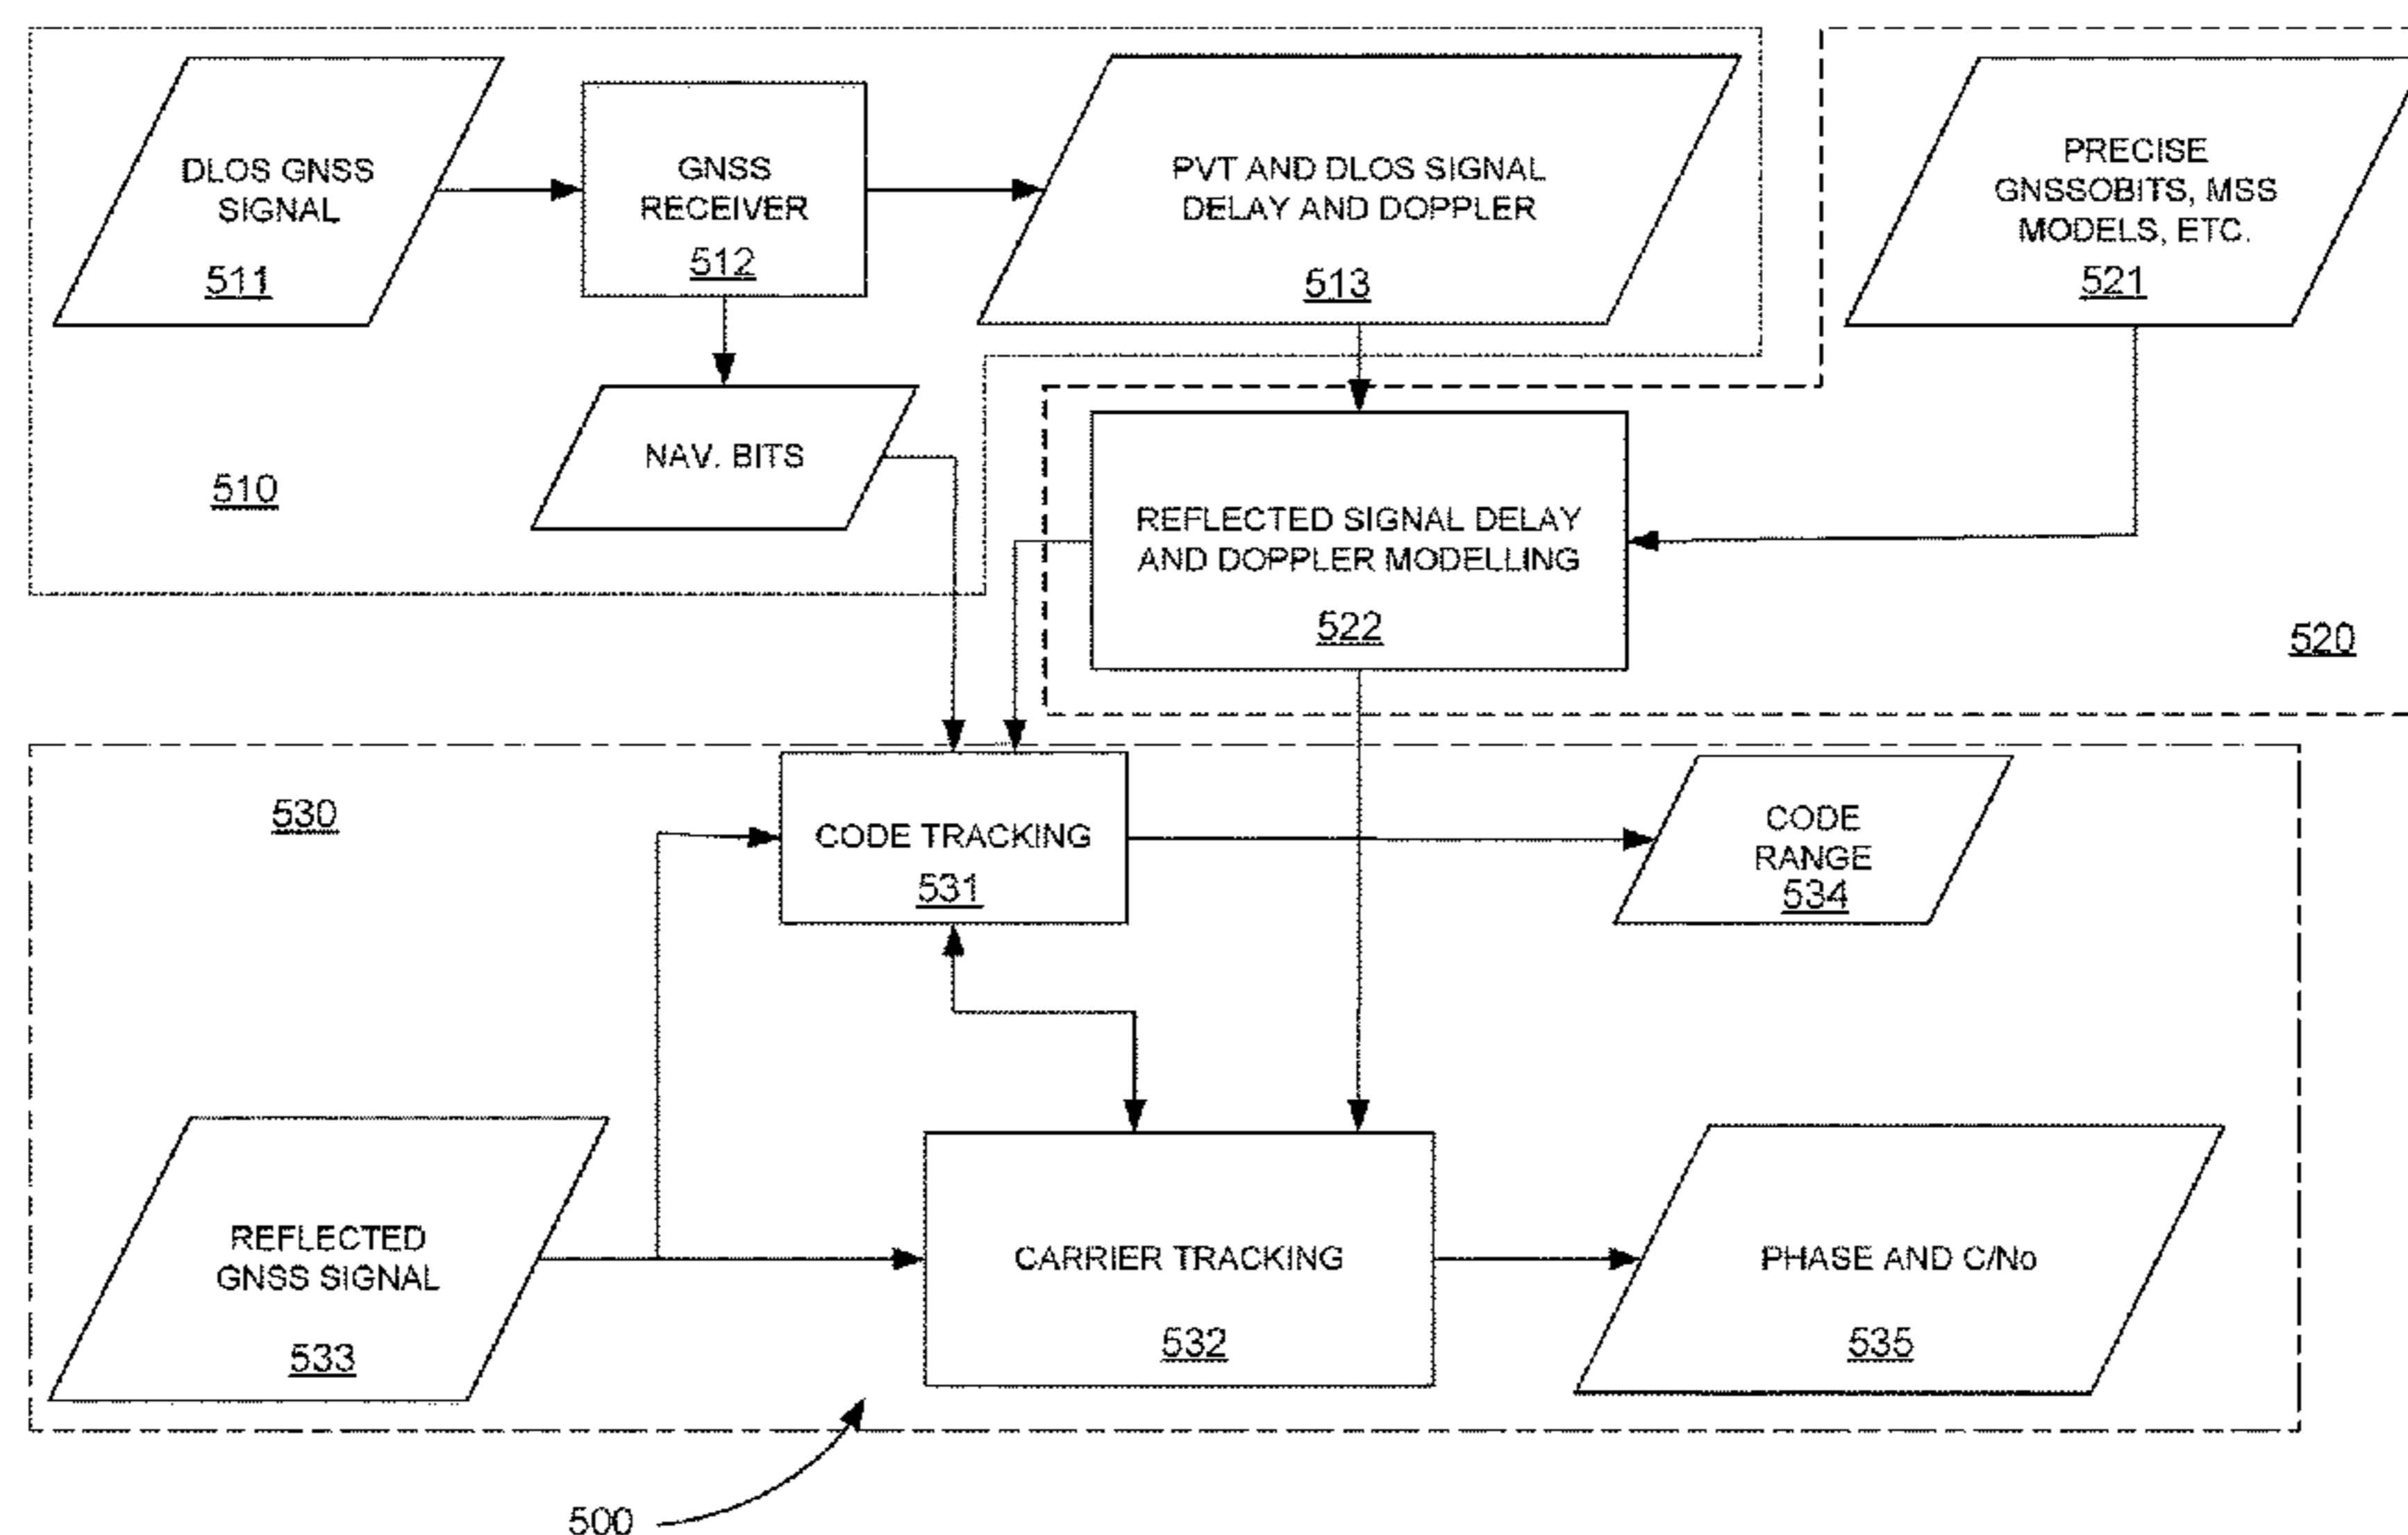 DLOS GNSS
SIGNAL
511
GNSS
RECEIVER
512
PVT AND DLOS SIGNAL
DELAY AND DOPPLER
513
PRECISE
GNSSOBITS, MSS
MODELS, ETC.
521
NAV. BITS
510
REFLECTED SIGNAL DELAY
AND DOPPLER MODELLING
522
520
530
CODE TRACKING
531
CODE
RANGE
534
REFLECTED
GNSS SIGNAL
533
CARRIER TRACKING
532
PHASE AND C/No
535
500